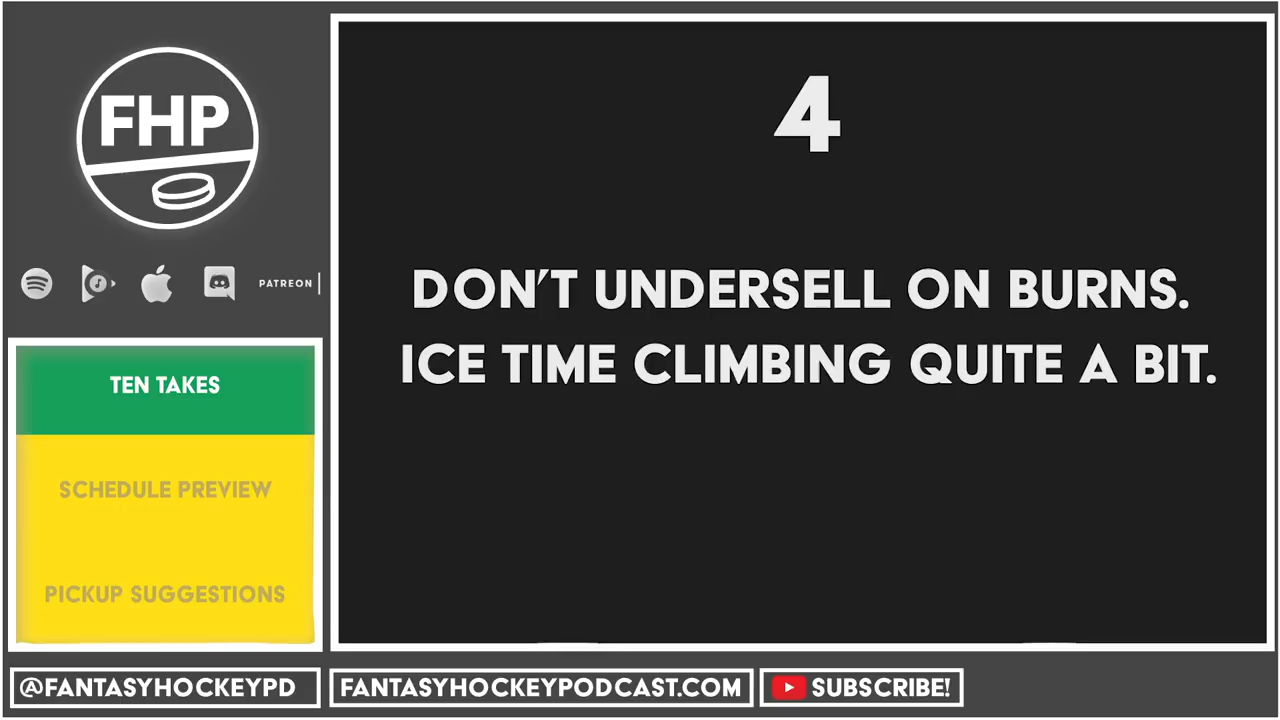 FHP
PATREON
TEN TAKES
SCHEDULE PREVIEW
PICKUP SUGGESTIONS
4
DON'T UNDERSELL ON BURNS.
ICE TIME CLIMBING QUITE A BIT.
@FANTASYHOCKEYPD
FANTASYHOCKEYPODCAST.COM
SUBSCRIBE!